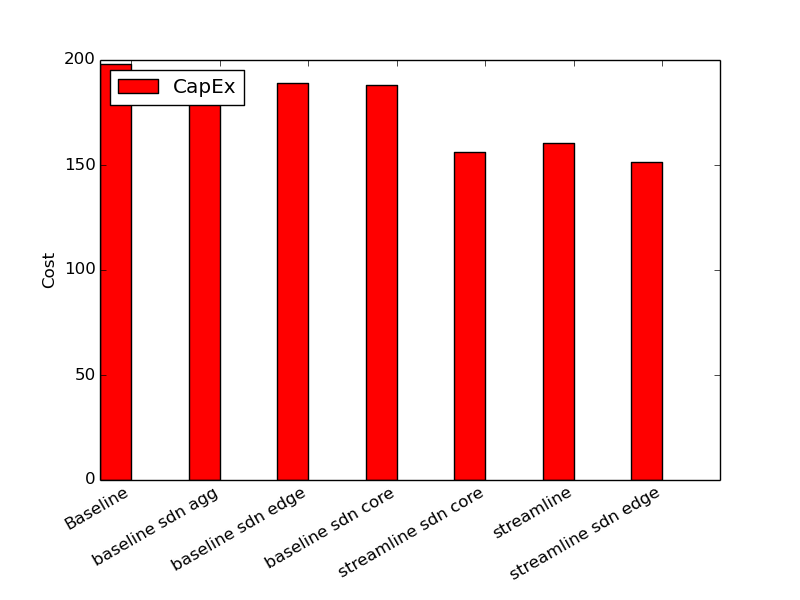 200
CapEx
150
100
50
0
Cost
Baseline
baseline sdn agg
baseline sdn edge
baseline sdn core
streamline sdn core
streamline
streamline sdn edge